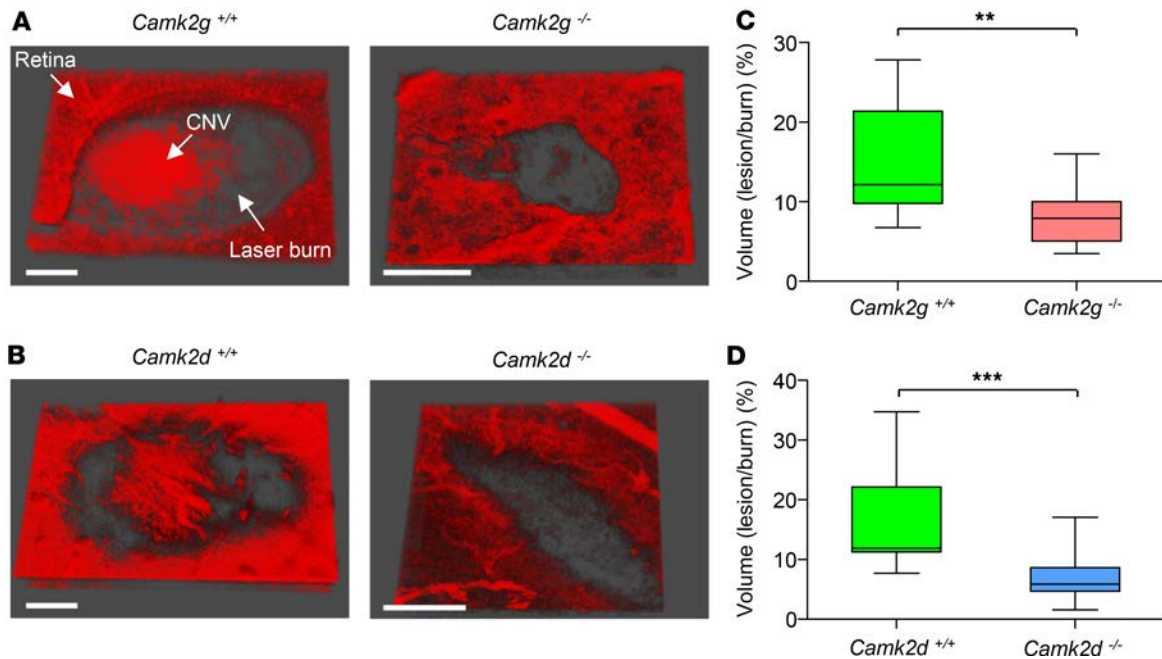 A
Camk2g +/+
Camk2g -/-
Retina
CNV
Laser burn
B
Camk2d +/+
Camk2d -/-
C
**
Volume (lesion/burn) (%)
30
20
10
0
Camk2g +/+
Camk2g -/-
D
***
Volume (lesion/burn) (%)
40
30
20
10
0
Camk2d +/+
Camk2d -/-